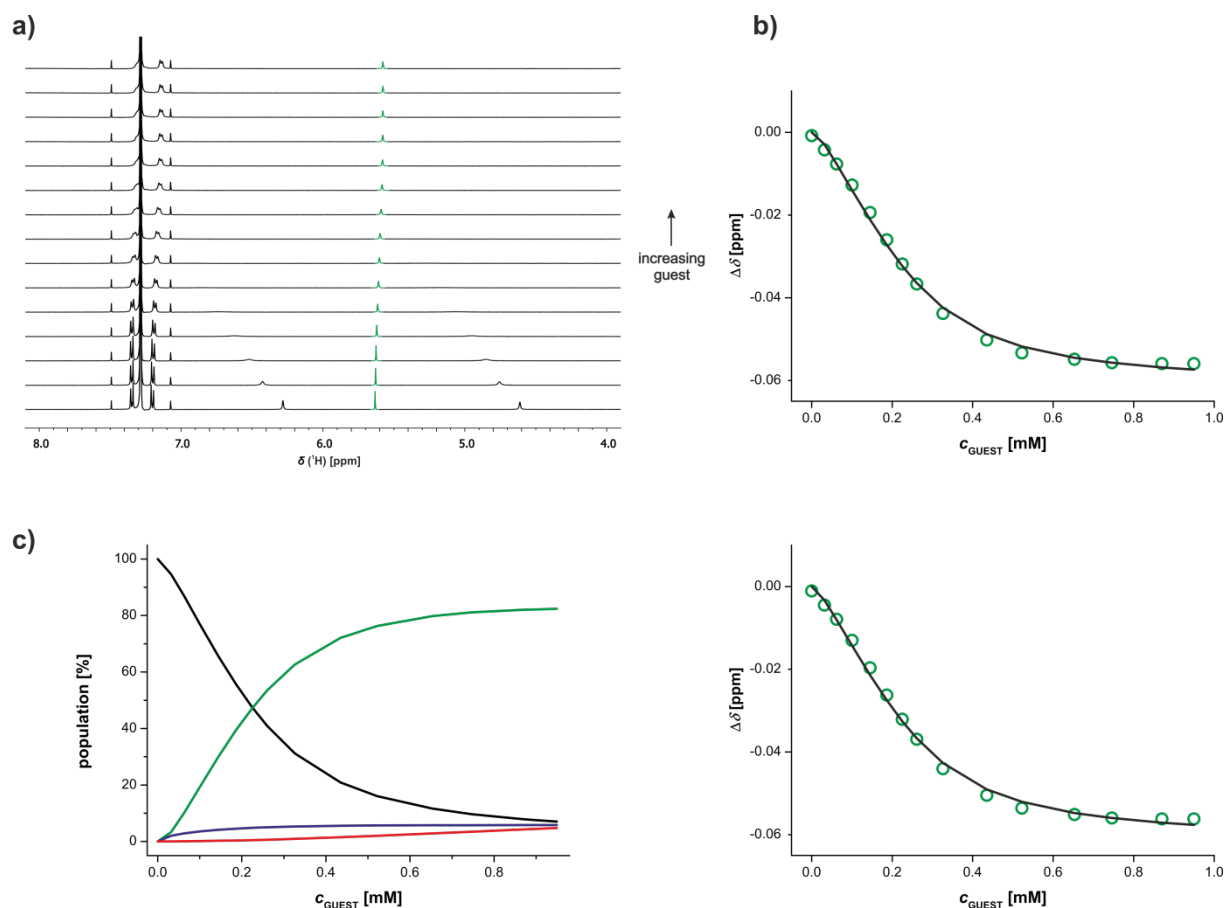 a)
8.0 7.0 6.0 5.0 4.0
δ (¹H) [ppm]
increasing
guest
b)
0.00
-0.02
-0.04
-0.06
Δδ [ppm]
0.0 0.2 0.4 0.6 0.8 1.0
cGUEST [mM]
c)
100
80
60
40
20
0
population [%]
0.0 0.2 0.4 0.6 0.8
cGUEST [mM]
0.00
-0.02
-0.04
-0.06
Δδ [ppm]
0.0 0.2 0.4 0.6 0.8 1.0
cGUEST [mM]